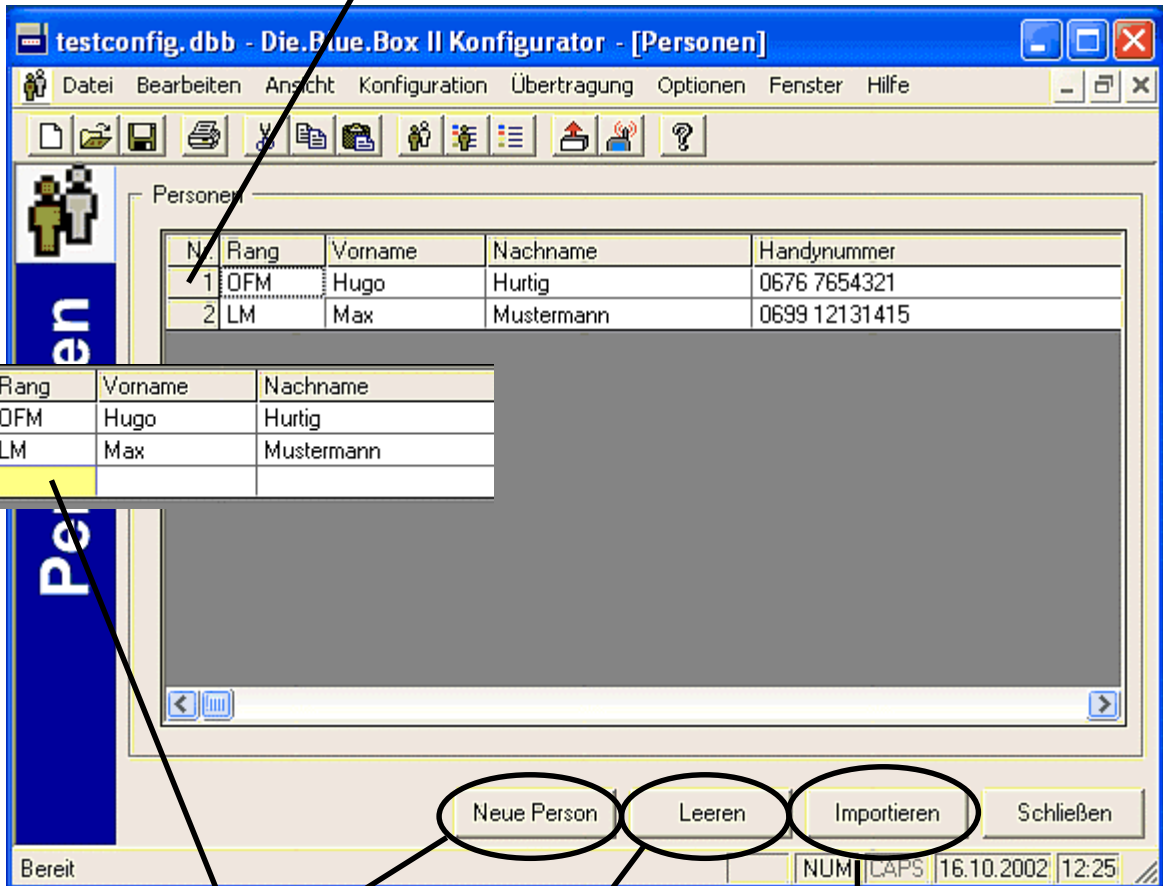 testconfig.dbb - Die.Blue.Box II Konfigurator - [Personen]
Datei Bearbeiten Ansicht Konfiguration Übertragung Optionen Fenster Hilfe
Personen
Nr. Rang Vorname Nachname Handynummer
1 OFM Hugo Hurtig 0676 7654321
2 LM Max Mustermann 0699 12131415
Rang Vorname Nachname
OFM Hugo Hurtig
LM Max Mustermann
Neue Person Leeren Importieren Schließen
Bereit NUM CAPS 16.10.2002 12:25